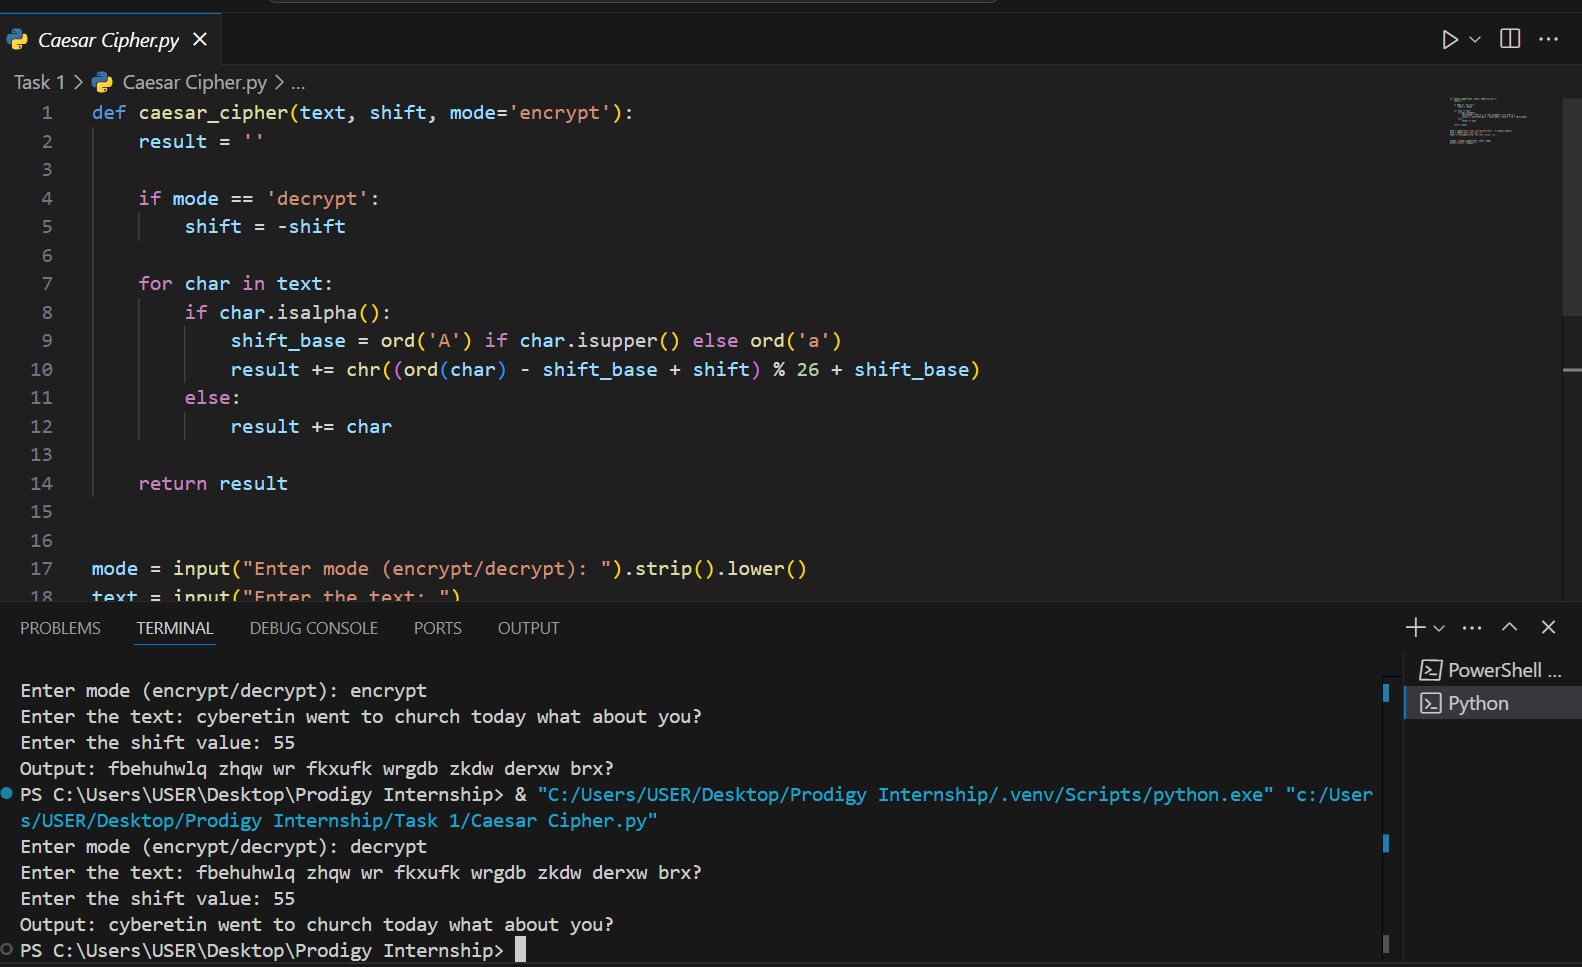 Caesar Cipher.py
Task 1 > Caesar Cipher.py > ...
1 def caesar_cipher(text, shift, mode='encrypt'):
2     result = ''
3
4     if mode == 'decrypt':
5         shift = -shift
6
7     for char in text:
8         if char.isalpha():
9             shift_base = ord('A') if char.isupper() else ord('a')
10             result += chr((ord(char) - shift_base + shift) % 26 + shift_base)
11         else:
12             result += char
13
14     return result
15
16
17 mode = input("Enter mode (encrypt/decrypt): ").strip().lower()
18 text = input("Enter the text: ")
PROBLEMS TERMINAL DEBUG CONSOLE PORTS OUTPUT
PowerShell ...
Python
Enter mode (encrypt/decrypt): encrypt
Enter the text: cyberetin went to church today what about you?
Enter the shift value: 55
Output: fbehuhwlq zhqw wr fkxufk wrgdb zkdw derxw brx?
PS C:\Users\USER\Desktop\Prodigy Internship> & "C:/Users/USER/Desktop/Prodigy Internship/.venv/Scripts/python.exe" "c:/User
s/USER/Desktop/Prodigy Internship/Task 1/Caesar Cipher.py"
Enter mode (encrypt/decrypt): decrypt
Enter the text: fbehuhwlq zhqw wr fkxufk wrgdb zkdw derxw brx?
Enter the shift value: 55
Output: cyberetin went to church today what about you?
PS C:\Users\USER\Desktop\Prodigy Internship>